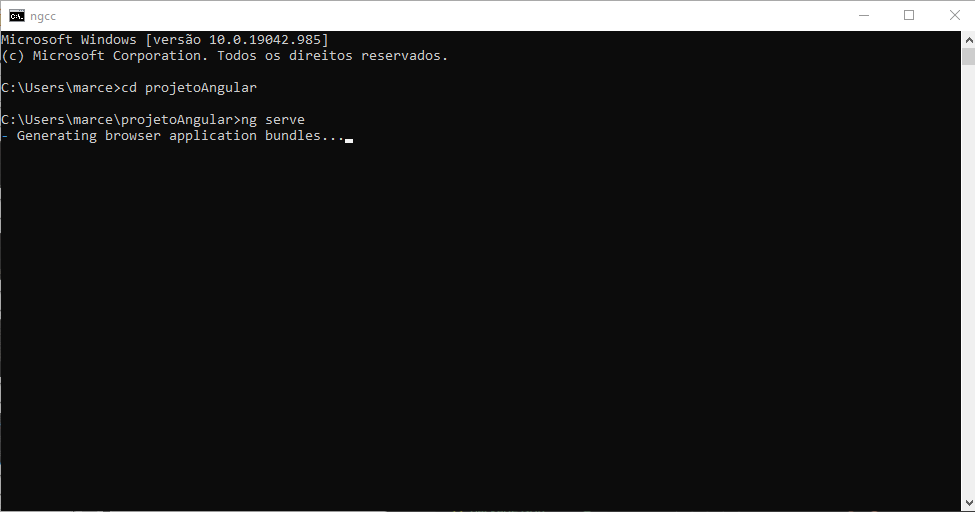 ngcc
Microsoft Windows [versão 10.0.19042.985]
(c) Microsoft Corporation. Todos os direitos reservados.
C:\Users\marce>cd projetoAngular
C:\Users\marce\projetoAngular>ng serve
- Generating browser application bundles...